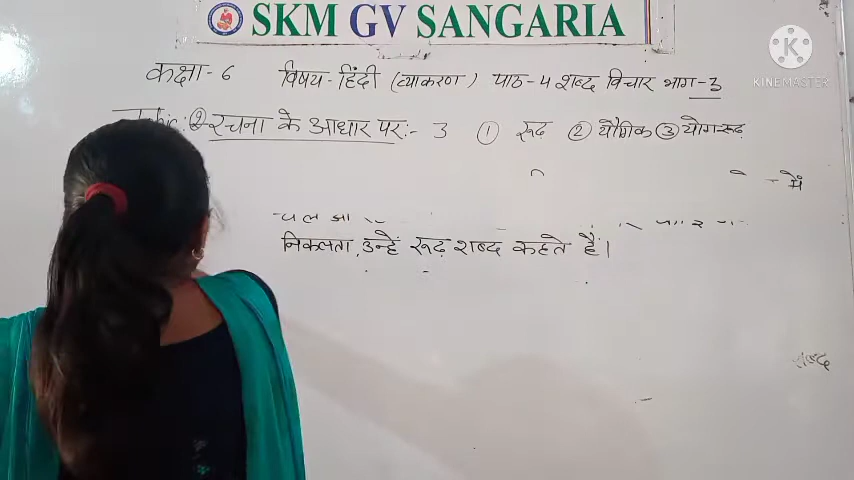 SKM GV SANGARIA
KINEMASTER
कक्षा-6 विषय-हिंदी (व्याकरण) पाठ-4 शब्द विचार भाग-3
② रचना के आधार पर:- 3 ① रूढ़ ② यौगिक ③ योगरूढ़
- में
निकलता, उन्हें रूढ़ शब्द कहते हैं।